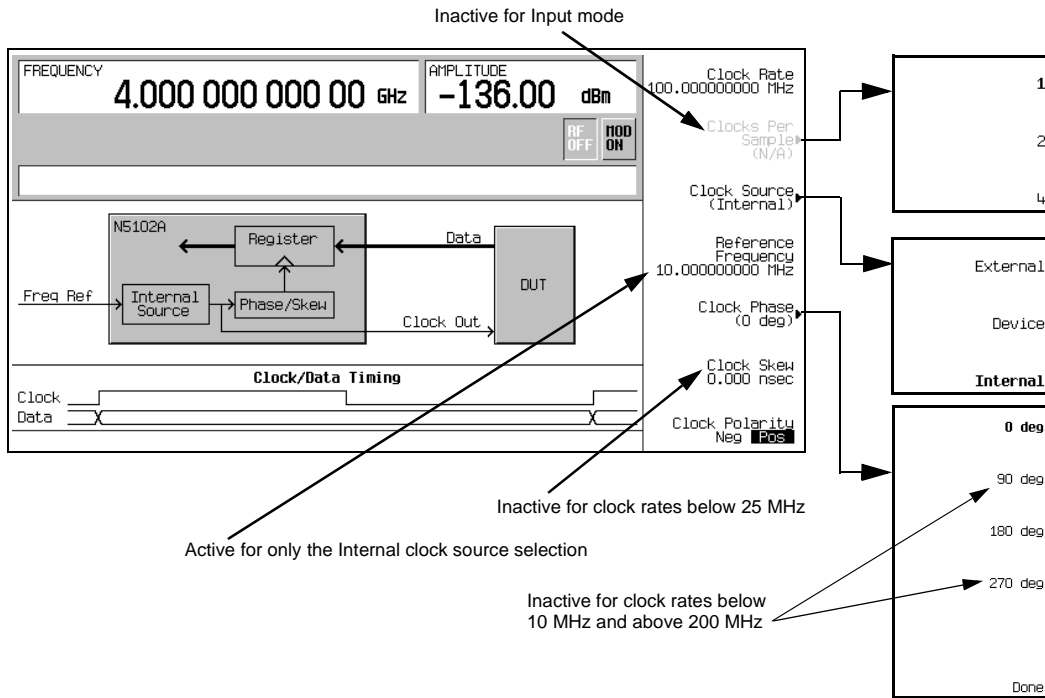 Inactive for Input mode
FREQUENCY
4.000 000 000 00 GHz
AMPLITUDE
-136.00 dBm
RF
OFF
MOD
ON
N5102A
Register
Data
DUT
Freq Ref
Internal
Source
Phase/Skew
Clock Out
Clock/Data Timing
Clock
Data
Clock Rate
100.000000000 MHz
Clocks Per
Sample
(N/A)
Clock Source
(Internal)
Reference
Frequency
10.000000000 MHz
Clock Phase
(0 deg)
Clock Skew
0.000 nsec
Clock Polarity
Neg Pos
1
2
4
External
Device
Internal
0 deg
90 deg
180 deg
270 deg
Done
Inactive for clock rates below 25 MHz
Active for only the Internal clock source selection
Inactive for clock rates below
10 MHz and above 200 MHz